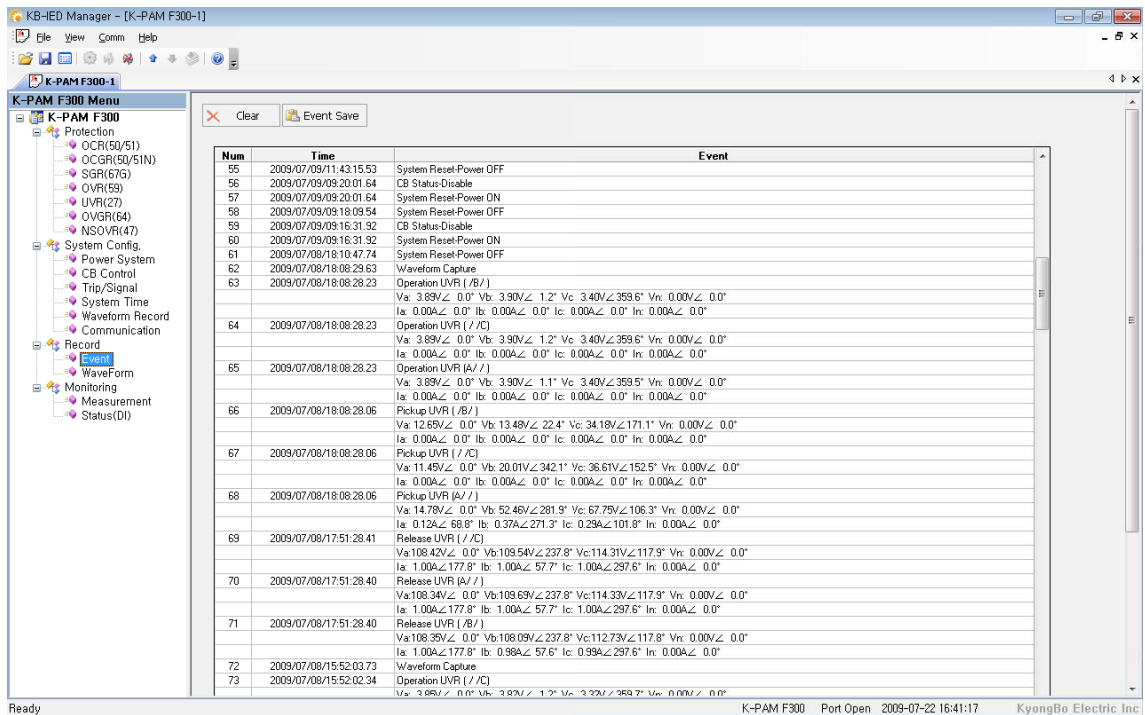 KB-IED Manager - [K-PAM F300-1]
File View Comm Help
K-PAM F300-1
K-PAM F300 Menu
K-PAM F300
Protection
OCR(50/51)
OCGR(50/51N)
SGR(67G)
OVR(59)
UVR(27)
OVGR(64)
NSOVR(47)
System Config,
Power System
CB Control
Trip/Signal
System Time
Waveform Record
Communication
Record
Event
WaveForm
Monitoring
Measurement
Status(DI)
Clear Event Save
Num Time Event
55 2009/07/09/11:43:15.53 System Reset-Power OFF
56 2009/07/09/09:20:01.64 CB Status-Disable
57 2009/07/09/09:20:01.64 System Reset-Power ON
58 2009/07/09/09:18:09.54 System Reset-Power OFF
59 2009/07/09/09:16:31.92 CB Status-Disable
60 2009/07/09/09:16:31.92 System Reset-Power ON
61 2009/07/08/18:10:47.74 System Reset-Power OFF
62 2009/07/08/18:08:29.63 Waveform Capture
63 2009/07/08/18:08:28.23 Operation UVR ( /B/ )
Va: 3.89V∠ 0.0° Vb: 3.90V∠ 1.2° Vc 3.40V∠359.6° Vn: 0.00V∠ 0.0°
Ia: 0.00A∠ 0.0° Ib: 0.00A∠ 0.0° Ic: 0.00A∠ 0.0° In: 0.00A∠ 0.0°
64 2009/07/08/18:08:28.23 Operation UVR ( / /C)
Va: 3.89V∠ 0.0° Vb: 3.90V∠ 1.2° Vc 3.40V∠359.6° Vn: 0.00V∠ 0.0°
Ia: 0.00A∠ 0.0° Ib: 0.00A∠ 0.0° Ic: 0.00A∠ 0.0° In: 0.00A∠ 0.0°
65 2009/07/08/18:08:28.23 Operation UVR (A/ / )
Va: 3.89V∠ 0.0° Vb: 3.90V∠ 1.1° Vc 3.40V∠359.5° Vn: 0.00V∠ 0.0°
Ia: 0.00A∠ 0.0° Ib: 0.00A∠ 0.0° Ic: 0.00A∠ 0.0° In: 0.00A∠ 0.0°
66 2009/07/08/18:08:28.06 Pickup UVR ( /B/ )
Va: 12.65V∠ 0.0° Vb: 13.48V∠ 22.4° Vc: 34.18V∠171.1° Vn: 0.00V∠ 0.0°
Ia: 0.00A∠ 0.0° Ib: 0.00A∠ 0.0° Ic: 0.00A∠ 0.0° In: 0.00A∠ 0.0°
67 2009/07/08/18:08:28.06 Pickup UVR ( / /C)
Va: 11.45V∠ 0.0° Vb: 20.01V∠342.1° Vc: 36.61V∠152.5° Vn: 0.00V∠ 0.0°
Ia: 0.00A∠ 0.0° Ib: 0.00A∠ 0.0° Ic: 0.00A∠ 0.0° In: 0.00A∠ 0.0°
68 2009/07/08/18:08:28.06 Pickup UVR (A/ / )
Va: 14.78V∠ 0.0° Vb: 52.46V∠281.9° Vc: 67.75V∠106.3° Vn: 0.00V∠ 0.0°
Ia: 0.12A∠ 68.8° Ib: 0.37A∠271.3° Ic: 0.29A∠101.8° In: 0.00A∠ 0.0°
69 2009/07/08/17:51:28.41 Release UVR ( / /C)
Va:108.42V∠ 0.0° Vb:109.54V∠237.8° Vc:114.31V∠117.9° Vn: 0.00V∠ 0.0°
Ia: 1.00A∠177.8° Ib: 1.00A∠ 57.7° Ic: 1.00A∠297.6° In: 0.00A∠ 0.0°
70 2009/07/08/17:51:28.40 Release UVR (A/ / )
Va:108.34V∠ 0.0° Vb:109.69V∠237.8° Vc:114.33V∠117.9° Vn: 0.00V∠ 0.0°
Ia: 1.00A∠177.8° Ib: 1.00A∠ 57.7° Ic: 1.00A∠297.6° In: 0.00A∠ 0.0°
71 2009/07/08/17:51:28.40 Release UVR ( /B/ )
Va:108.35V∠ 0.0° Vb:108.09V∠237.8° Vc:112.73V∠117.8° Vn: 0.00V∠ 0.0°
Ia: 1.00A∠177.8° Ib: 0.98A∠ 57.6° Ic: 0.99A∠297.6° In: 0.00A∠ 0.0°
72 2009/07/08/15:52:03.73 Waveform Capture
73 2009/07/08/15:52:02.34 Operation UVR ( / /C)
Va: 3.85V∠ 0.0° Vb: 3.82V∠ 1.2° Vc 3.32V∠359.7° Vn: 0.00V∠ 0.0°
Ready K-PAM F300 Port Open 2009-07-22 16:41:17 KyongBo Electric Inc